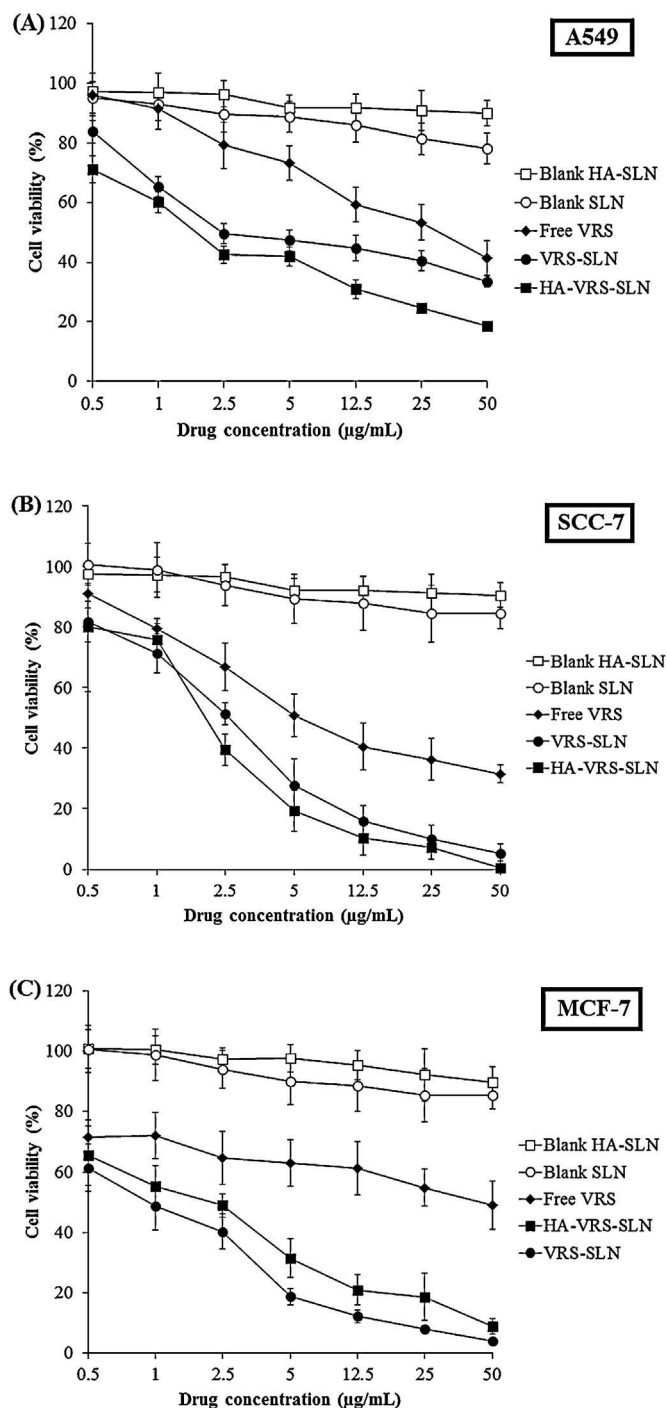 (A)
A549
120
100
80
60
40
20
0
Cell viability (%)
0.5 1 2.5 5 12.5 25 50
Drug concentration (µg/mL)
Blank HA-SLN
Blank SLN
Free VRS
VRS-SLN
HA-VRS-SLN
(B)
SCC-7
120
100
80
60
40
20
0
Cell viability (%)
0.5 1 2.5 5 12.5 25 50
Drug concentration (µg/mL)
Blank HA-SLN
Blank SLN
Free VRS
VRS-SLN
HA-VRS-SLN
(C)
MCF-7
120
100
80
60
40
20
0
Cell viability (%)
0.5 1 2.5 5 12.5 25 50
Drug concentration (µg/mL)
Blank HA-SLN
Blank SLN
Free VRS
HA-VRS-SLN
VRS-SLN